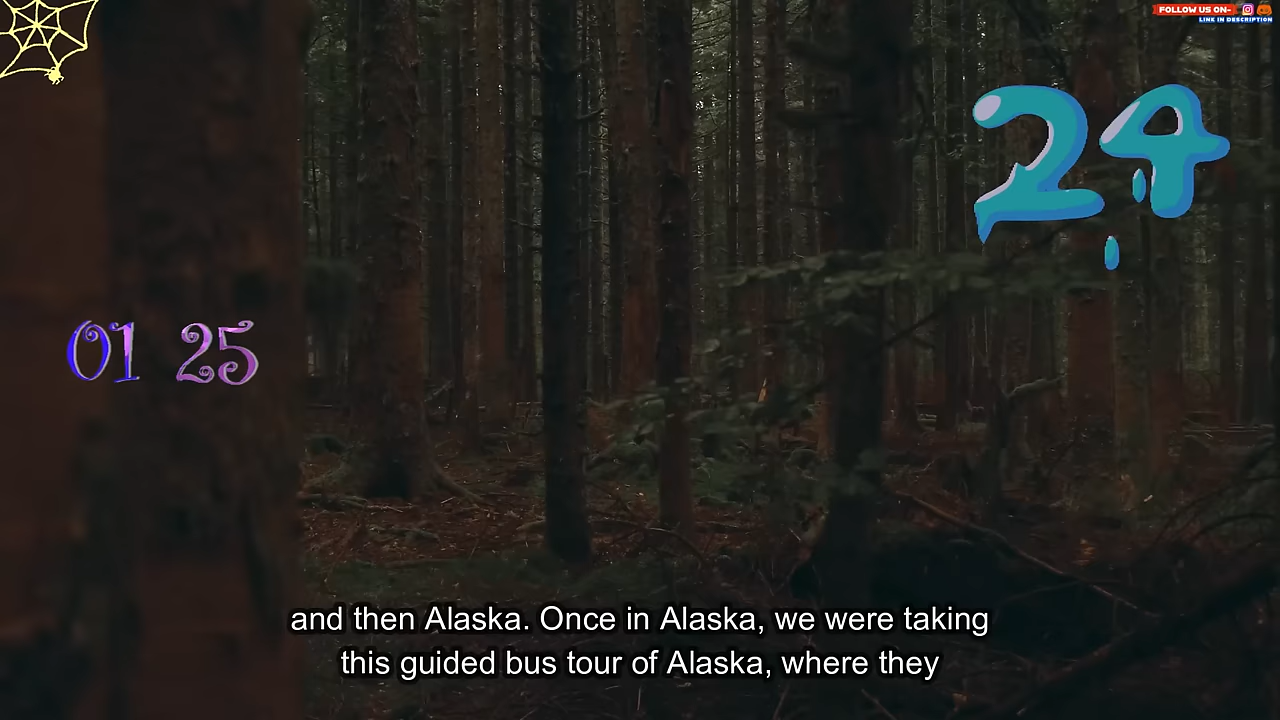 FOLLOW US ON-
LINK IN DESCRIPTION
24
01 25
and then Alaska. Once in Alaska, we were taking
this guided bus tour of Alaska, where they